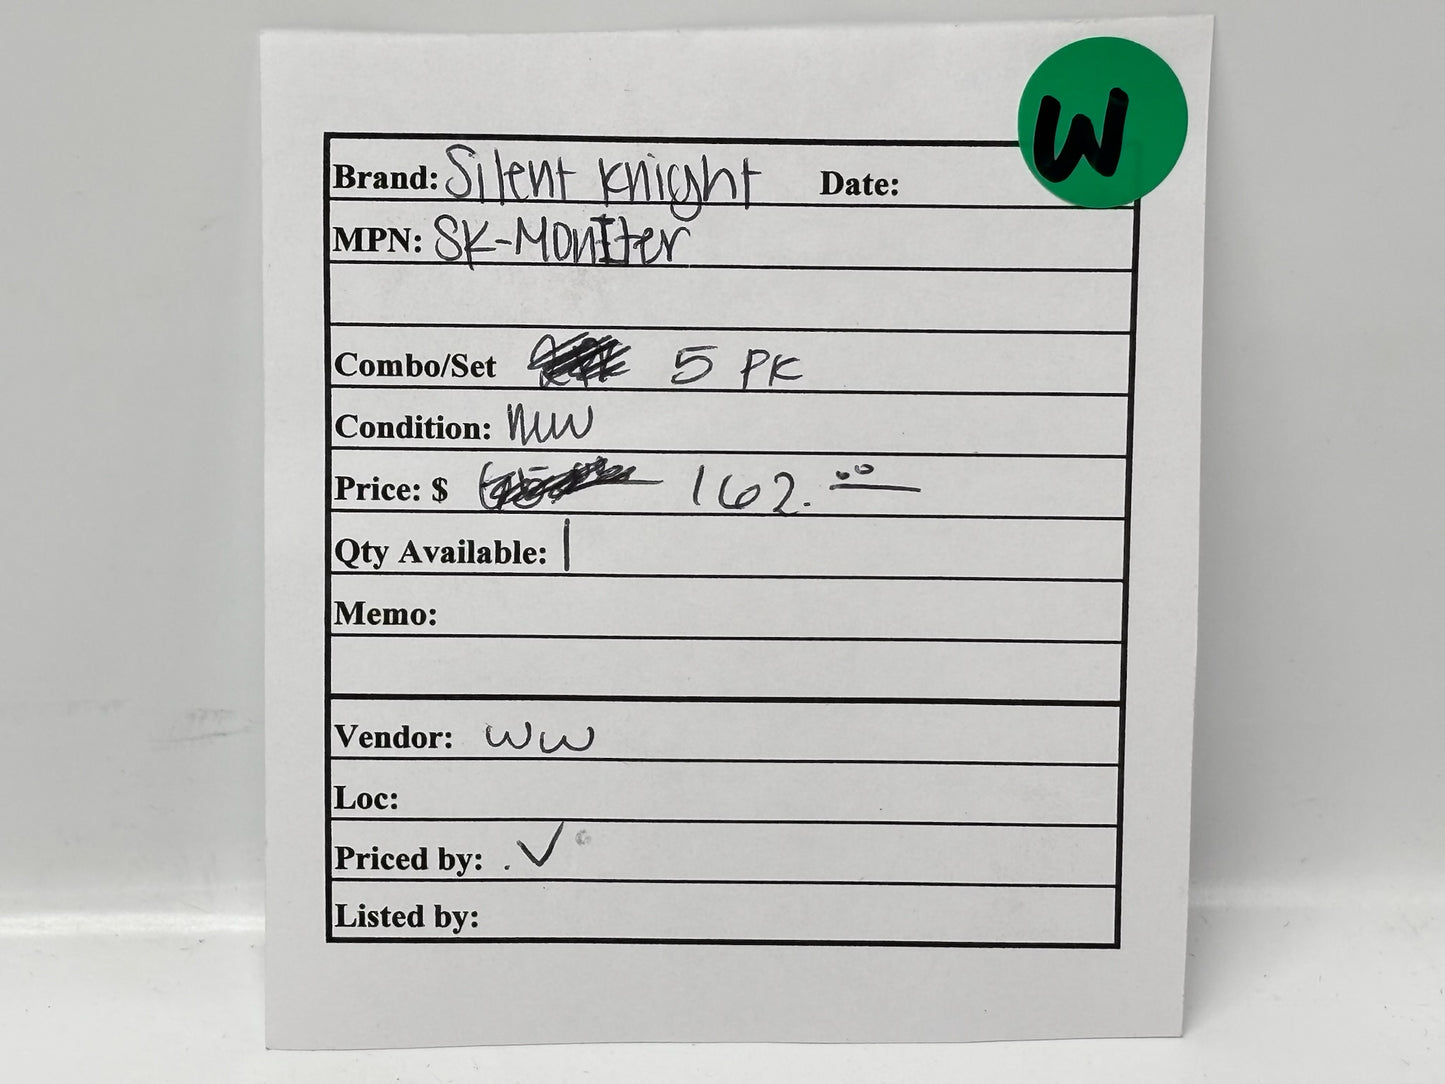 W
Brand: Silent Knight Date:
MPN: SK-MONIter
Combo/Set 5 PK
Condition: New
Price: $ 162.00
Qty Available: 1
Memo:
Vendor: WW
Loc:
Priced by: ✓
Listed by: